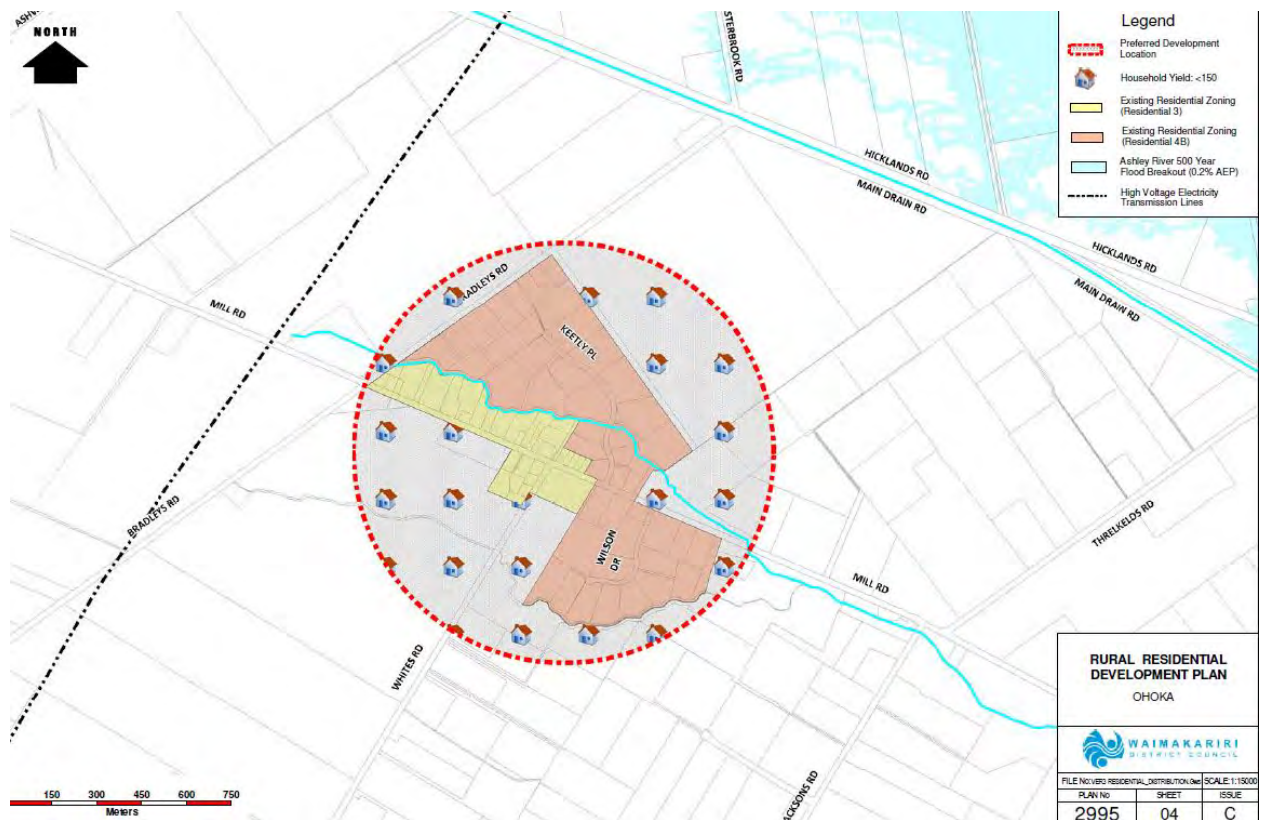 NORTH
STERBROOK RD
HICKLANDS RD
MAIN DRAIN RD
HICKLANDS RD
MAIN DRAIN RD
MILL RD
KEETLY PL
BRADLEYS RD
WILSON
DR
MILL RD
THRELKELDS RD
WHITES RD
Legend
Preferred Development
Location
Household Yield: <150
Existing Residential Zoning
(Residential 3)
Existing Residential Zoning
(Residential 4B)
Ashley River 500 Year
Flood Breakout (0.2% AEP)
High Voltage Electricity
Transmission Lines
150 300 450 600 750
Meters
RURAL RESIDENTIAL
DEVELOPMENT PLAN
OHOKA
WAIMAKARIRI
DISTRICT COUNCIL
SCALE: 1:15000
PLAN No SHEET ISSUE
2995 04 C